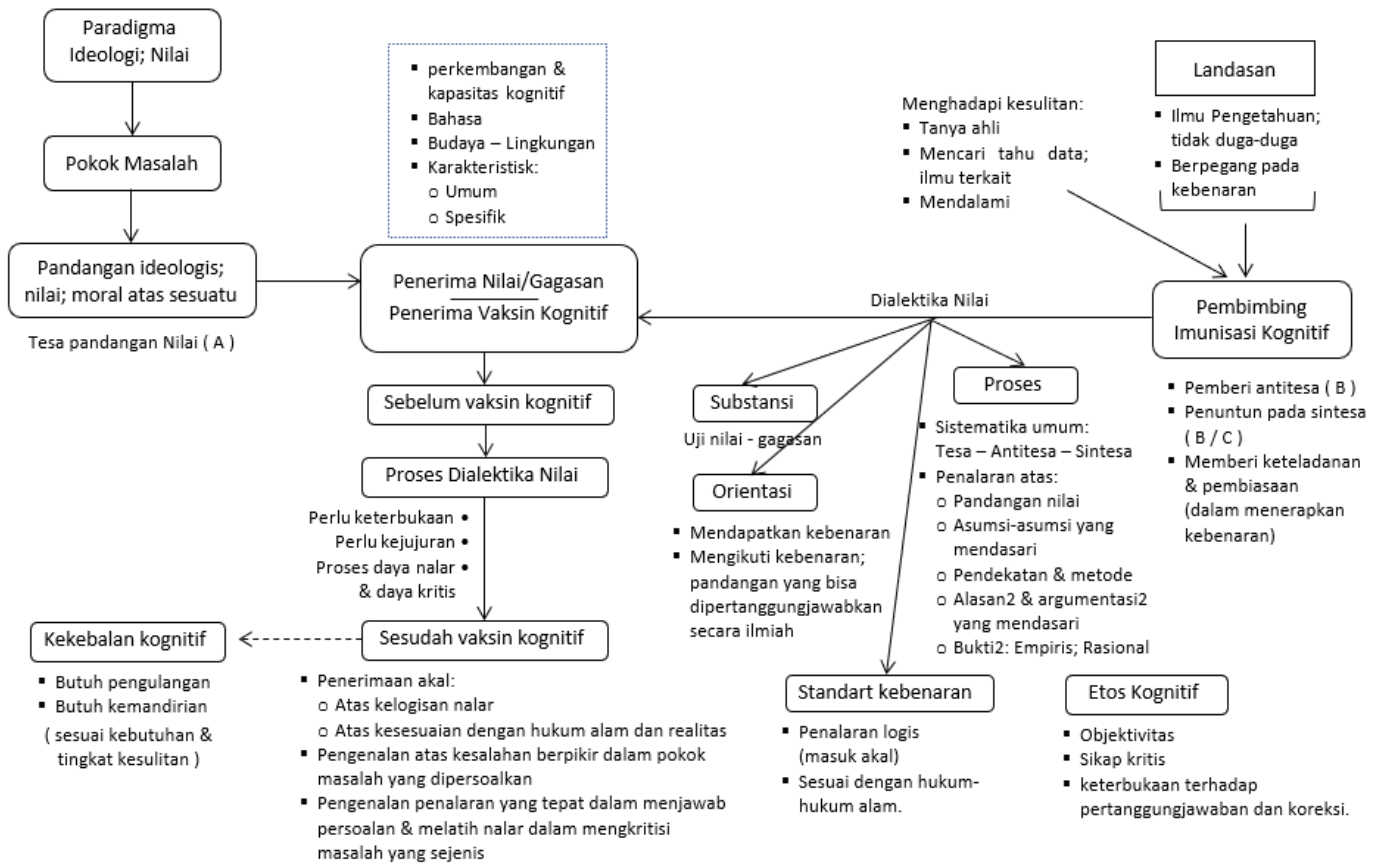 Paradigma
Ideologi; Nilai
Pokok Masalah
Pandangan ideologis;
nilai; moral atas sesuatu
Tesa pandangan Nilai ( A )
▪ perkembangan &
kapasitas kognitif
▪ Bahasa
▪ Budaya – Lingkungan
▪ Karakteristisk:
o Umum
o Spesifik
Penerima Nilai/Gagasan
Penerima Vaksin Kognitif
Sebelum vaksin kognitif
Proses Dialektika Nilai
Perlu keterbukaan •
Perlu kejujuran •
Proses daya nalar •
& daya kritis
Sesudah vaksin kognitif
▪ Penerimaan akal:
o Atas kelogisan nalar
o Atas kesesuaian dengan hukum alam dan realitas
▪ Pengenalan atas kesalahan berpikir dalam pokok
masalah yang dipersoalkan
▪ Pengenalan penalaran yang tepat dalam menjawab
persoalan & melatih nalar dalam mengkritisi
masalah yang sejenis
Kekebalan kognitif
▪ Butuh pengulangan
▪ Butuh kemandirian
( sesuai kebutuhan &
tingkat kesulitan )
Dialektika Nilai
Substansi
Uji nilai - gagasan
Orientasi
▪ Mendapatkan kebenaran
▪ Mengikuti kebenaran;
pandangan yang bisa
dipertanggungjawabkan
secara ilmiah
Proses
▪ Sistematika umum:
Tesa – Antitesa – Sintesa
▪ Penalaran atas:
o Pandangan nilai
o Asumsi-asumsi yang
mendasari
o Pendekatan & metode
o Alasan2 & argumentasi2
yang mendasari
o Bukti2: Empiris; Rasional
Standart kebenaran
▪ Penalaran logis
(masuk akal)
▪ Sesuai dengan hukum-
hukum alam.
Etos Kognitif
▪ Objektivitas
▪ Sikap kritis
▪ keterbukaan terhadap
pertanggungjawaban dan koreksi.
Menghadapi kesulitan:
▪ Tanya ahli
▪ Mencari tahu data;
ilmu terkait
▪ Mendalami
Landasan
▪ Ilmu Pengetahuan;
tidak duga-duga
▪ Berpegang pada
kebenaran
Pembimbing
Imunisasi Kognitif
▪ Pemberi antitesa ( B )
▪ Penuntun pada sintesa
( B / C )
▪ Memberi keteladanan
& pembiasaan
(dalam menerapkan
kebenaran)